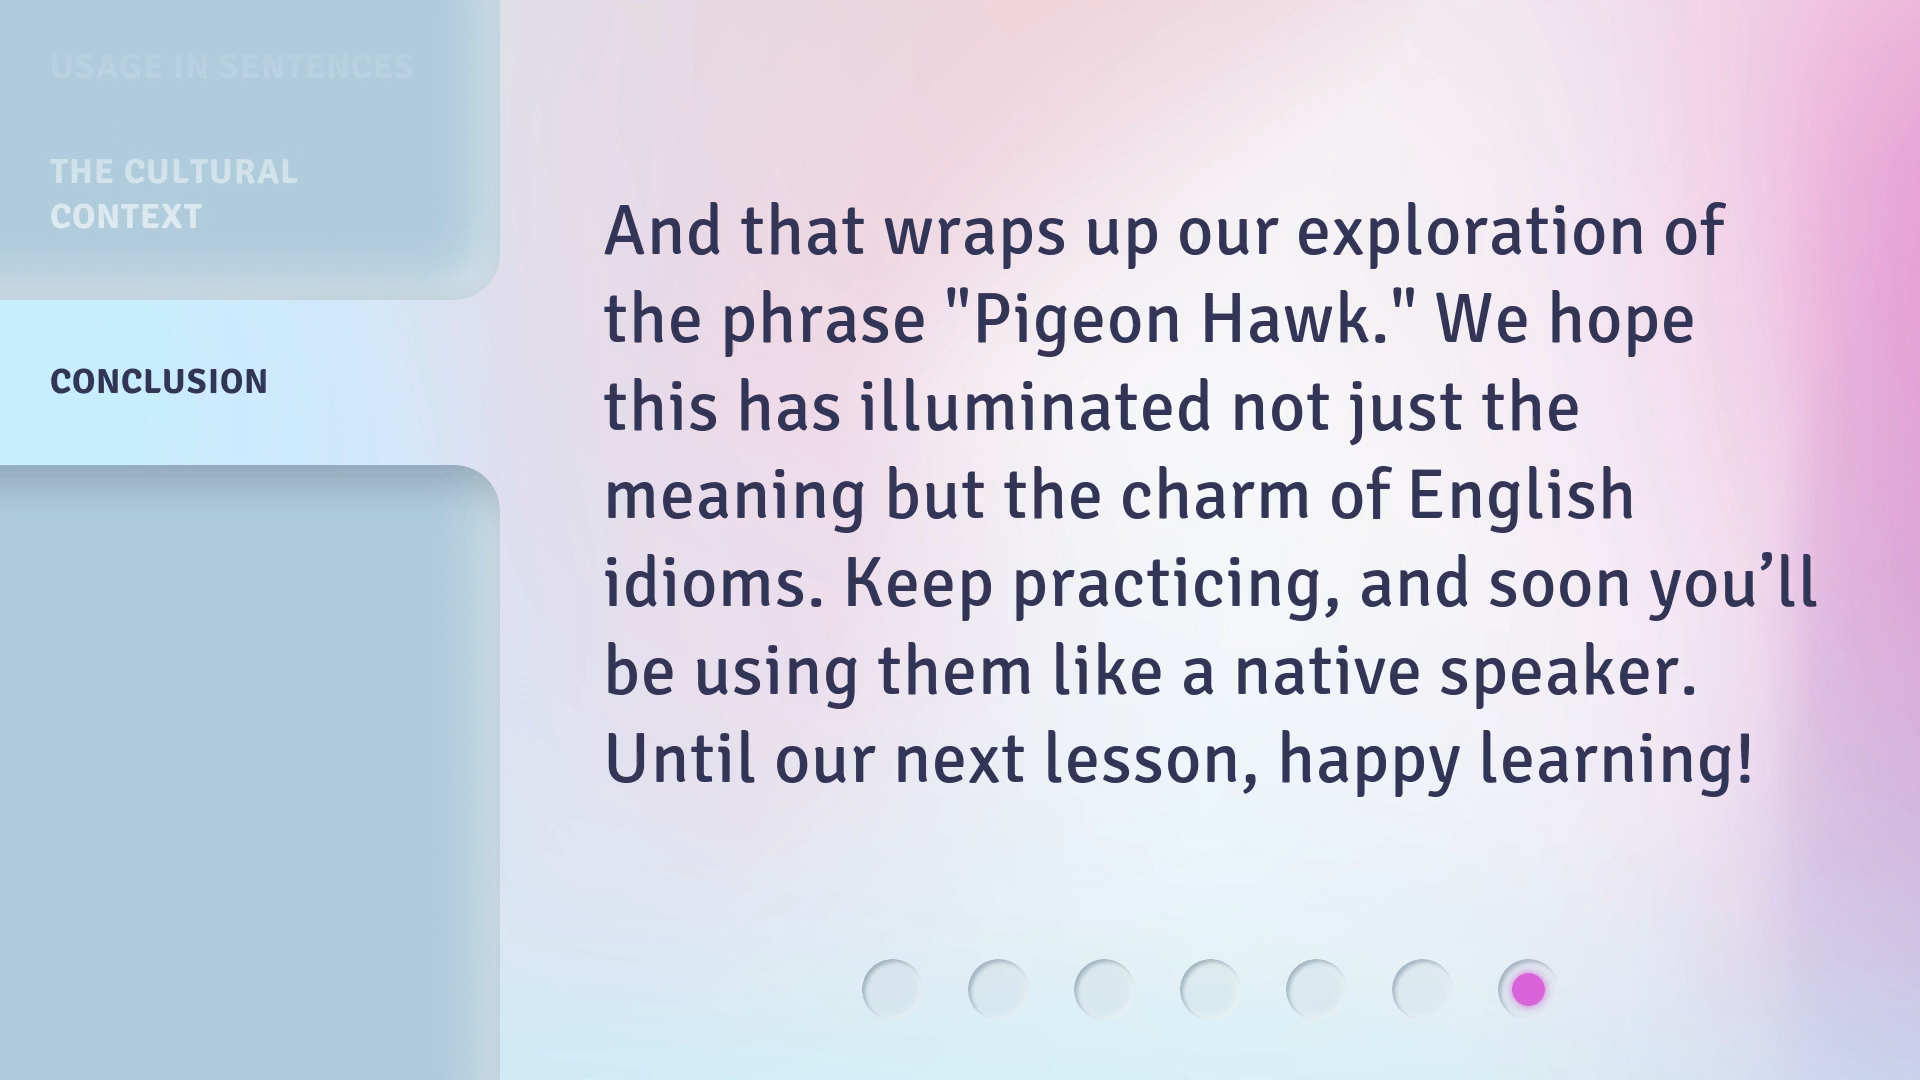 USAGE IN SENTENCES
THE CULTURAL
CONTEXT
CONCLUSION
And that wraps up our exploration of
the phrase "Pigeon Hawk." We hope
this has illuminated not just the
meaning but the charm of English
idioms. Keep practicing, and soon you’ll
be using them like a native speaker.
Until our next lesson, happy learning!